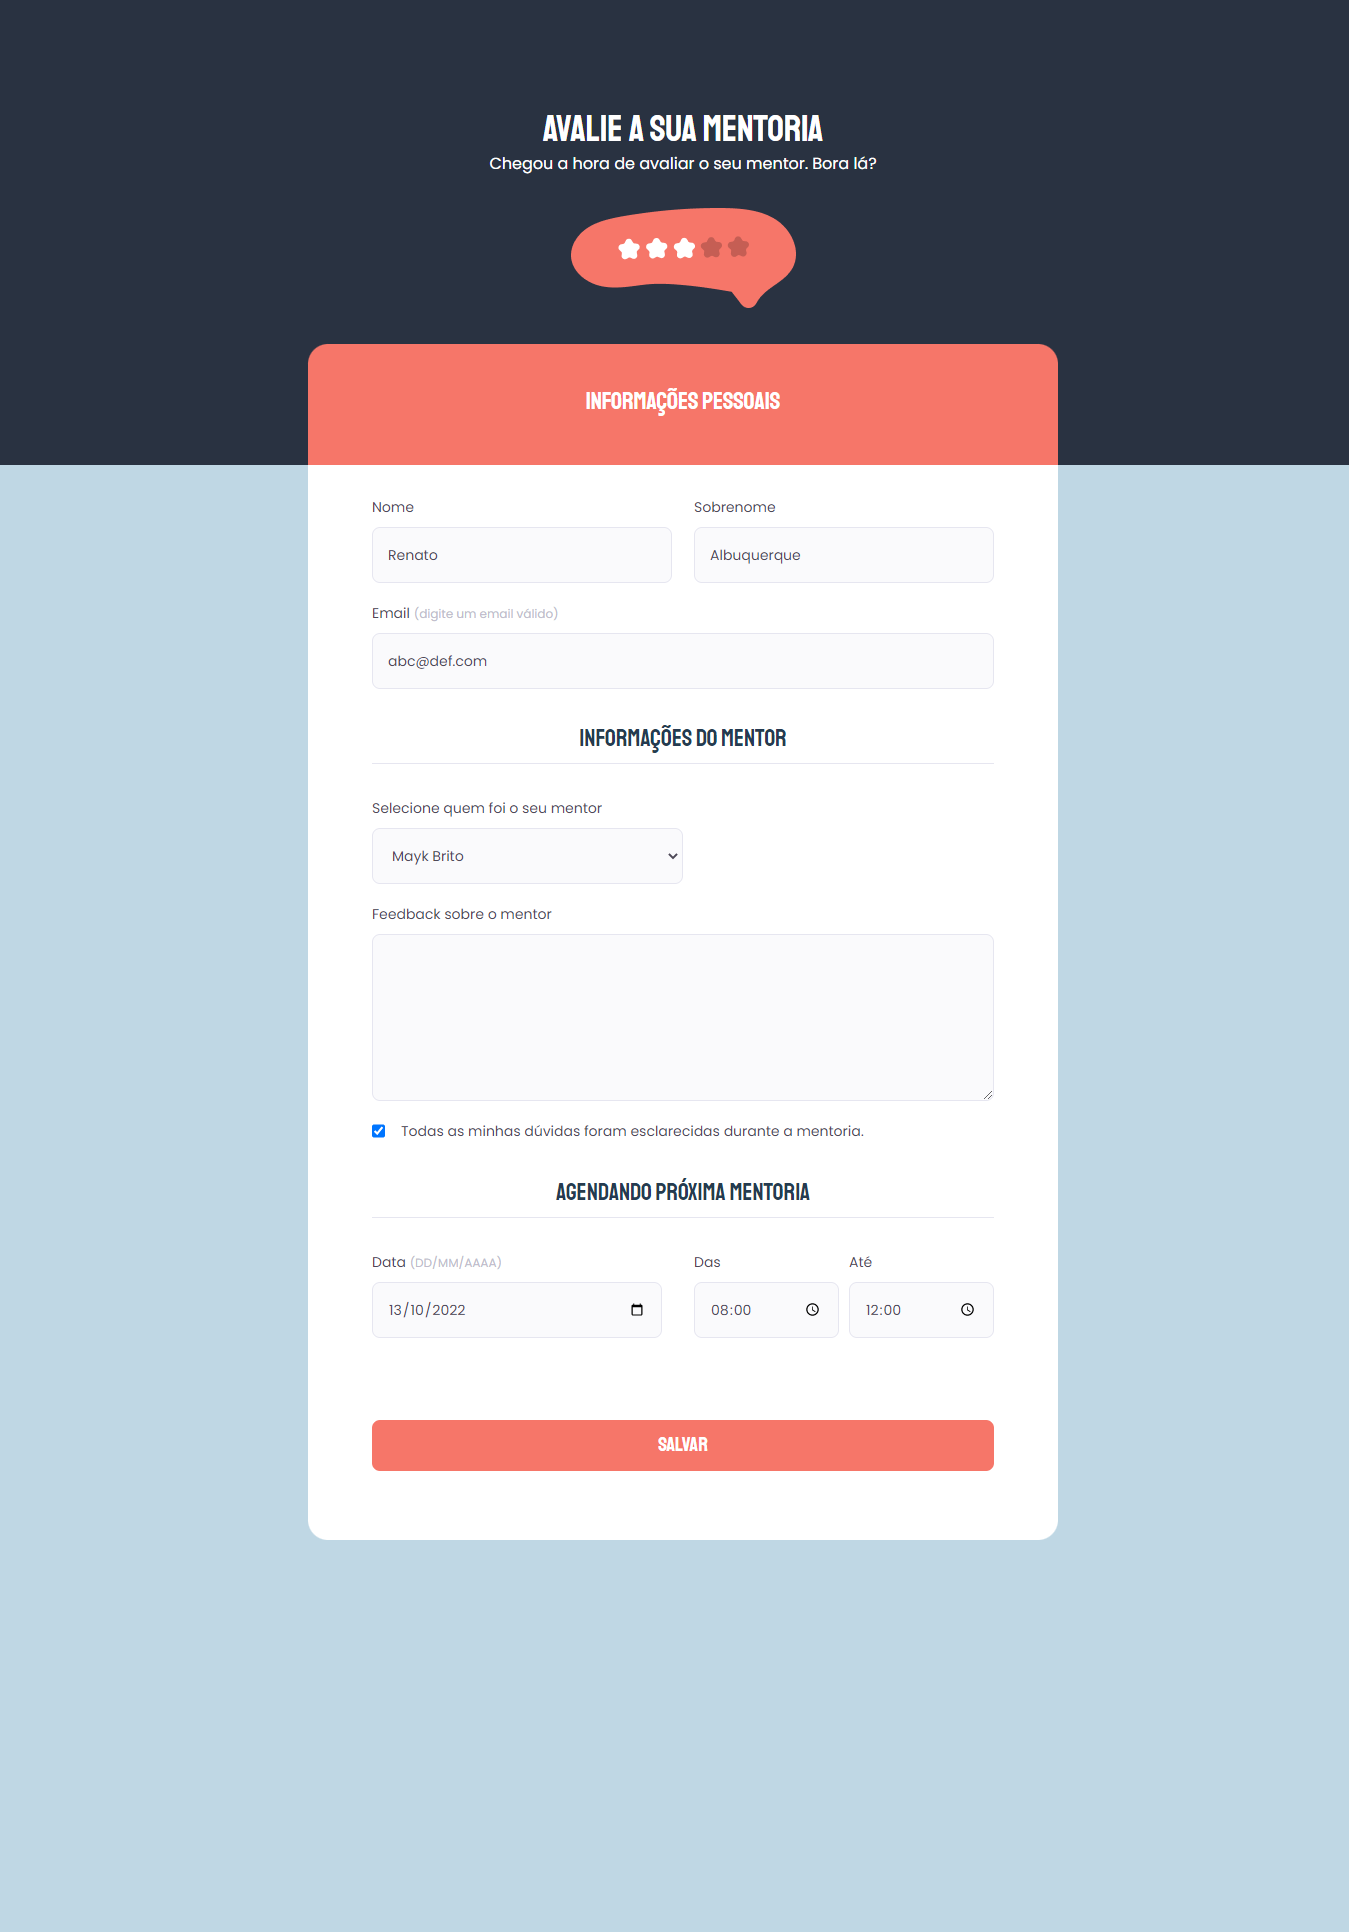 AVALIE A SUA MENTORIA
Chegou a hora de avaliar o seu mentor. Bora lá?
INFORMAÇÕES PESSOAIS
Nome
Sobrenome
Renato
Albuquerque
Email (digite um email válido)
abc@def.com
INFORMAÇÕES DO MENTOR
Selecione quem foi o seu mentor
Mayk Brito
Feedback sobre o mentor
Todas as minhas dúvidas foram esclarecidas durante a mentoria.
AGENDANDO PRÓXIMA MENTORIA
Data (DD/MM/AAAA)
Das
Até
13/10/2022
08:00
12:00
SALVAR